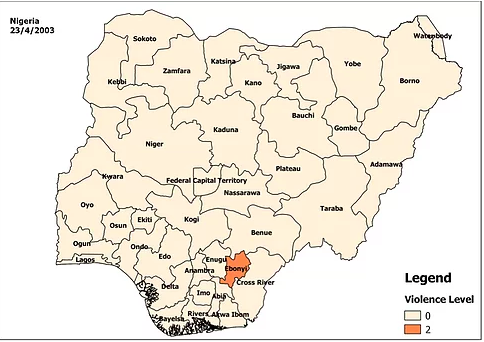 Nigeria
23/4/2003
Waterbody
Sokoto
Katsina
Jigawa
Yobe
Zamfara
Kebbi
Kano
Borno
Bauchi
Gombe
Kaduna
Niger
Adamawa
Plateau
Kwara
Federal Capital Territory
Nassarawa
Oyo
Taraba
Kogi
Ekiti
Osun
Benue
Ogun
Ondo
Lagos
Edo
Enugu
Ebonyi
Anambra
Cross River
Delta
Imo
Abia
Rivers
Akwa Ibom
Bayelsa
Legend
Violence Level
0
2